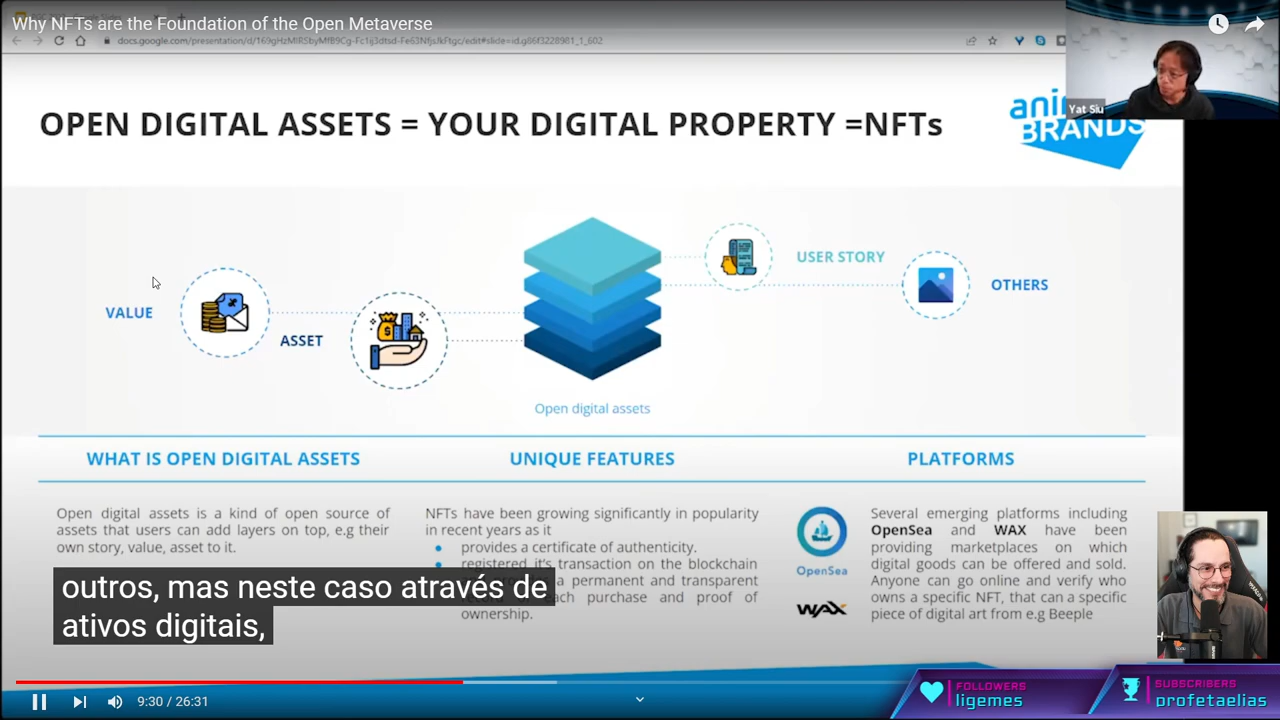 Why NFTs are the Foundation of the Open Metaverse
Yat Siu
OPEN DIGITAL ASSETS = YOUR DIGITAL PROPERTY =NFTs
BRANDS
VALUE
ASSET
USER STORY
OTHERS
Open digital assets
WHAT IS OPEN DIGITAL ASSETS
Open digital assets is a kind of open source of
assets that users can add layers on top, e.g their
own story, value, asset to it.
UNIQUE FEATURES
NFTs have been growing significantly in popularity
in recent years as it
provides a certificate of authenticity.
registered it's transaction on the blockchain
a permanent and transparent
purchase and proof of
ownership.
PLATFORMS
OpenSea
WAX
Several emerging platforms including
OpenSea and WAX have been
providing marketplaces on which
digital goods can be offered and sold.
Anyone can go online and verify who
owns a specific NFT, that can a specific
piece of digital art from e.g Beeple
outros, mas neste caso através de
ativos digitais,
9:30 / 26:31
FOLLOWERS
ligemes
SUBSCRIBERS
profetaelias